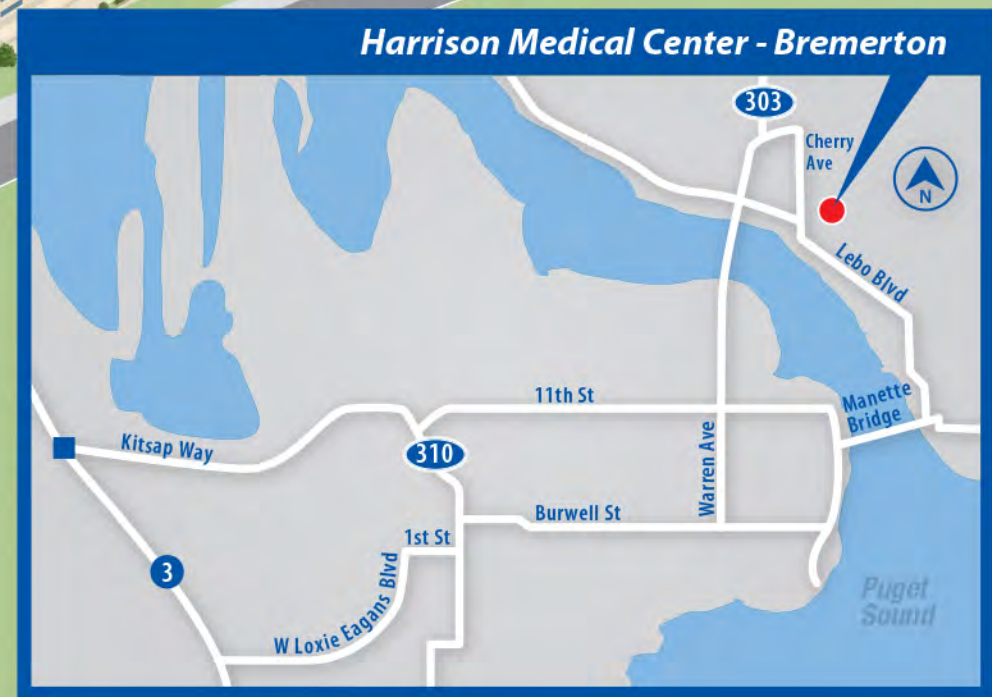 Harrison Medical Center - Bremerton
303
Cherry
Ave
N
Lebo Blvd
11th St
Manette
Bridge
Kitsap Way
310
Warren Ave
Burwell St
1st St
3
W Loxie Eagans Blvd
Puget
Sound